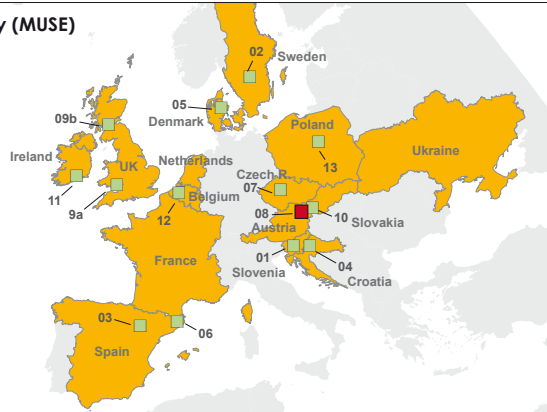 y (MUSE)
02
Sweden
05
Denmark
09b
Poland
13
Ukraine
Ireland
UK
Netherlands
11
9a
Belgium
12
Czech R.
07
08
10
Slovakia
Austria
France
01
04
Slovenia
Croatia
03
06
Spain